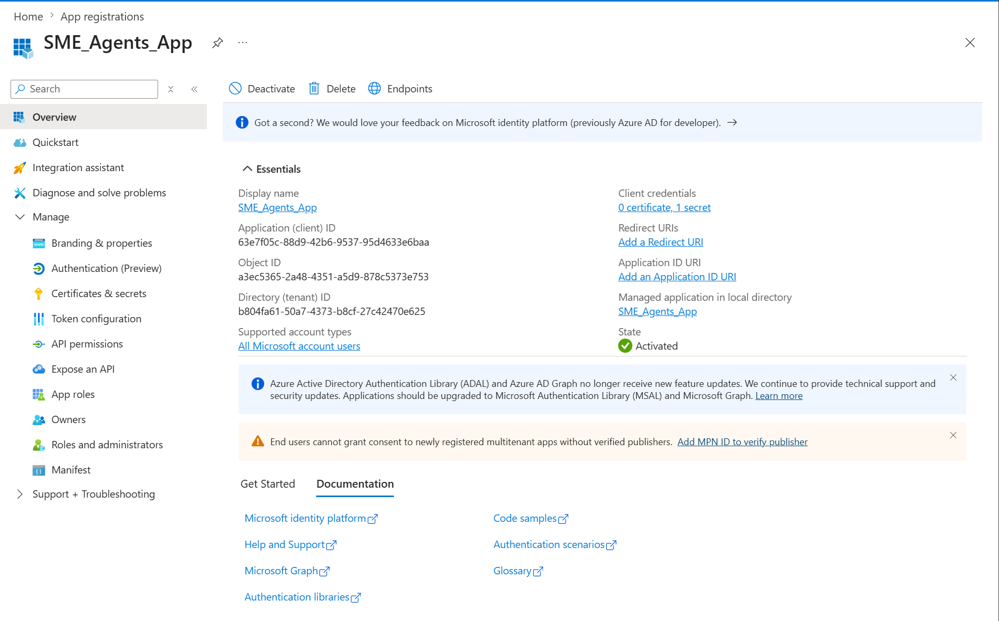 Home > App registrations
SME_Agents_App
Search
Overview
Quickstart
Integration assistant
Diagnose and solve problems
Manage
www
Branding & properties
Authentication (Preview)
Certificates & secrets
Token configuration
API permissions
Expose an API
App roles
Owners
Roles and administrators
Manifest
Support + Troubleshooting
Deactivate
Delete
Endpoints
Got a second? We would love your feedback on Microsoft identity platform (previously Azure AD for developer).
Essentials
Display name
SME_Agents_App
Application (client) ID
63e7f05c-88d9-42b6-9537-95d4633e6baa
Object ID
a3ec5365-2a48-4351-a5d9-878c5373e753
Directory (tenant) ID
b804fa61-50a7-4373-b8cf-27c42470e625
Supported account types
All Microsoft account users
Client credentials
0 certificate, 1 secret
Redirect URIs
Add a Redirect URI
Application ID URI
Add an Application ID URI
Managed application in local directory
SME_Agents_App
State
Activated
Azure Active Directory Authentication Library (ADAL) and Azure AD Graph no longer receive new feature updates. We continue to provide technical support and
security updates. Applications should be upgraded to Microsoft Authentication Library (MSAL) and Microsoft Graph. Learn more
End users cannot grant consent to newly registered multitenant apps without verified publishers. Add MPN ID to verify publisher
Get Started
Documentation
Microsoft identity platform
Help and Support
Microsoft Graph
Authentication libraries
Code samples
Authentication scenarios
Glossary